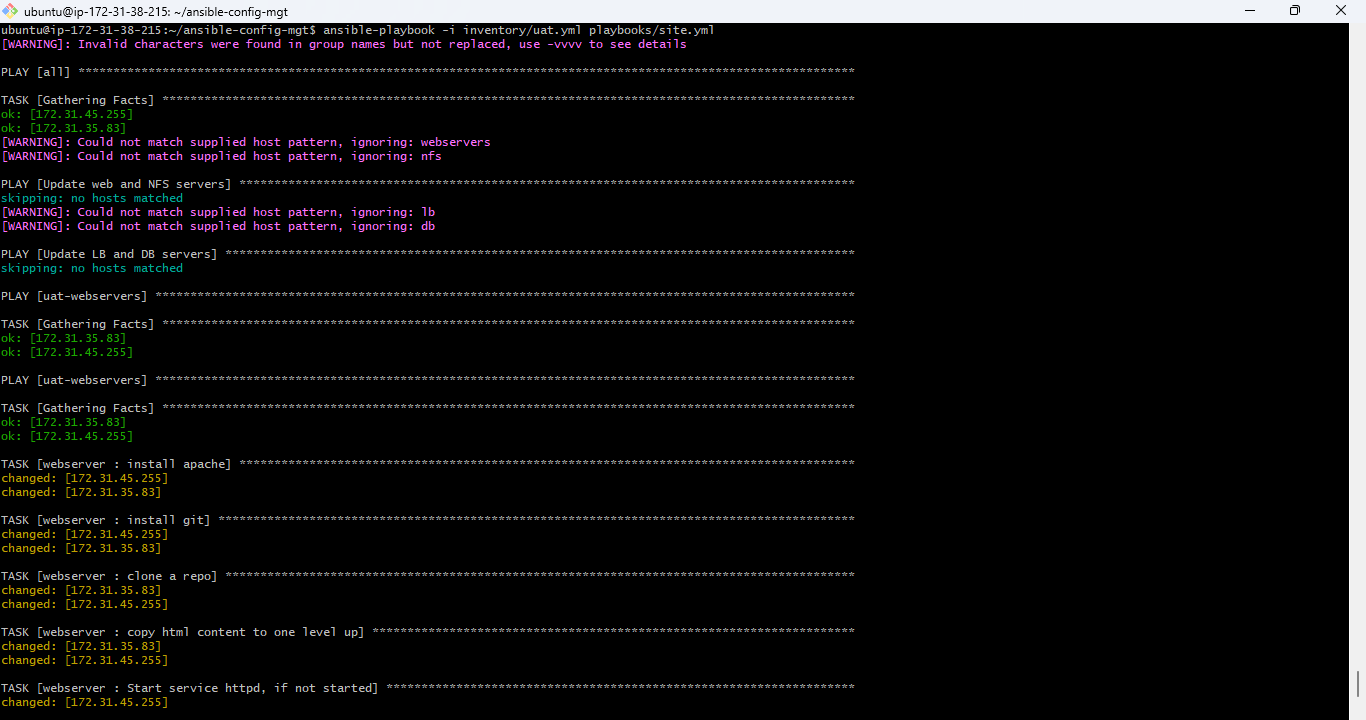 ubuntu@ip-172-31-38-215: ~/ansible-config-mgt
ubuntu@ip-172-31-38-215:~/ansible-config-mgt$ ansible-playbook -i inventory/uat.yml playbooks/site.yml
[WARNING]: Invalid characters were found in group names but not replaced, use -vvvv to see details
PLAY [all] ***************************************************************************************************************
TASK [Gathering Facts] ***************************************************************************************************
ok: [172.31.45.255]
ok: [172.31.35.83]
[WARNING]: Could not match supplied host pattern, ignoring: webservers
[WARNING]: Could not match supplied host pattern, ignoring: nfs
PLAY [Update web and NFS servers] ****************************************************************************************
skipping: no hosts matched
[WARNING]: Could not match supplied host pattern, ignoring: lb
[WARNING]: Could not match supplied host pattern, ignoring: db
PLAY [Update LB and DB servers] ******************************************************************************************
skipping: no hosts matched
PLAY [uat-webservers] ****************************************************************************************************
TASK [Gathering Facts] ***************************************************************************************************
ok: [172.31.35.83]
ok: [172.31.45.255]
PLAY [uat-webservers] ****************************************************************************************************
TASK [Gathering Facts] ***************************************************************************************************
ok: [172.31.35.83]
ok: [172.31.45.255]
TASK [webserver : install apache] ****************************************************************************************
changed: [172.31.45.255]
changed: [172.31.35.83]
TASK [webserver : install git] *******************************************************************************************
changed: [172.31.45.255]
changed: [172.31.35.83]
TASK [webserver : clone a repo] ******************************************************************************************
changed: [172.31.35.83]
changed: [172.31.45.255]
TASK [webserver : copy html content to one level up] *********************************************************************
changed: [172.31.35.83]
changed: [172.31.45.255]
TASK [webserver : Start service httpd, if not started] *******************************************************************
changed: [172.31.45.255]